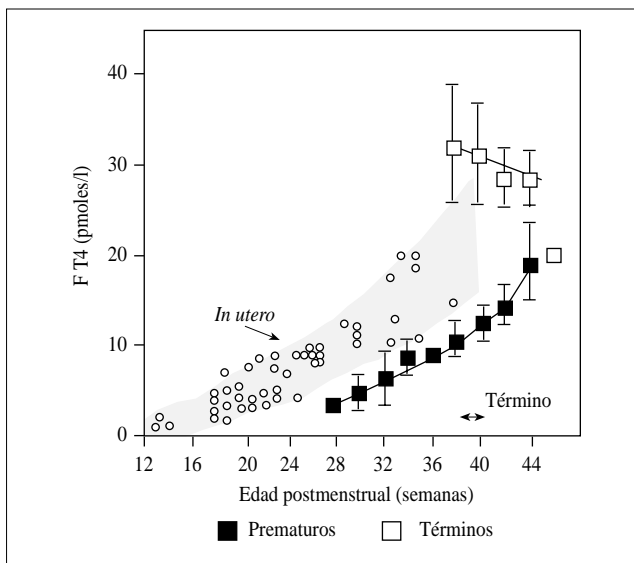 40
30
20
10
0
F T4 (pmoles/l)
In utero
Término
12 16 20 24 28 32 36 40 44
Edad postmenstrual (semanas)
Prematuros Términos